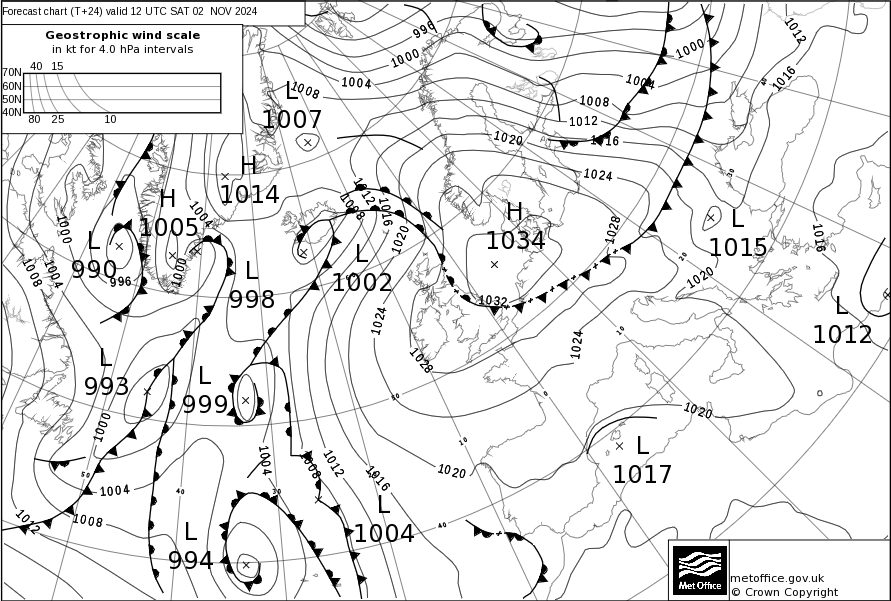 Forecast chart (T+24) valid 12 UTC SAT 02 NOV 2024
Geostrophic wind scale
in kt for 4.0 hPa intervals
40 15
70N
60N
50N
40N
80 25 10
996
1000
1012
1000
1004
1004
1016
40
L
1008
1007
1008
1012
1016
1020
1024
30
H
1014
H
1005
1004
1012
1008
1016
1020
H
1034
1028
L
1015
1016
1000
L
990
996
1000
1008
1004
L
998
L
1002
20
1020
1032
L
1012
1024
1028
1024
10
L
993
L
999
50
0
1020
1000
10
L
1017
1004
1008
1012
1016
1020
50
1004
40
30
L
1004
40
1012
1008
L
994
Met Office
metoffice.gov.uk
© Crown Copyright